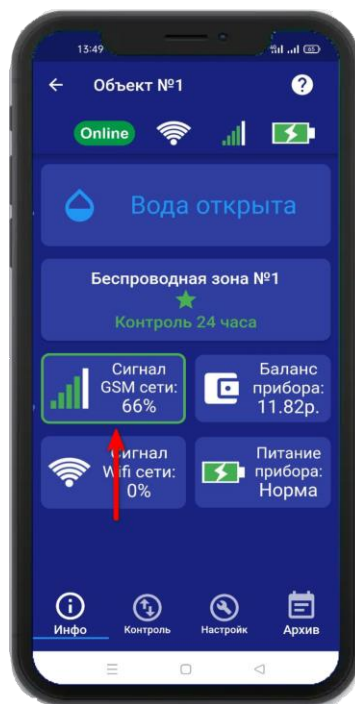 13:49
Объект №1
?
Online
Вода открыта
Беспроводная зона №1
Контроль 24 часа
Сигнал
GSM сети:
66%
Баланс
прибора:
11.82р.
Сигнал
Wifi сети:
0%
Питание
прибора:
Норма
Инфо
Контроль
Настройк
Архив